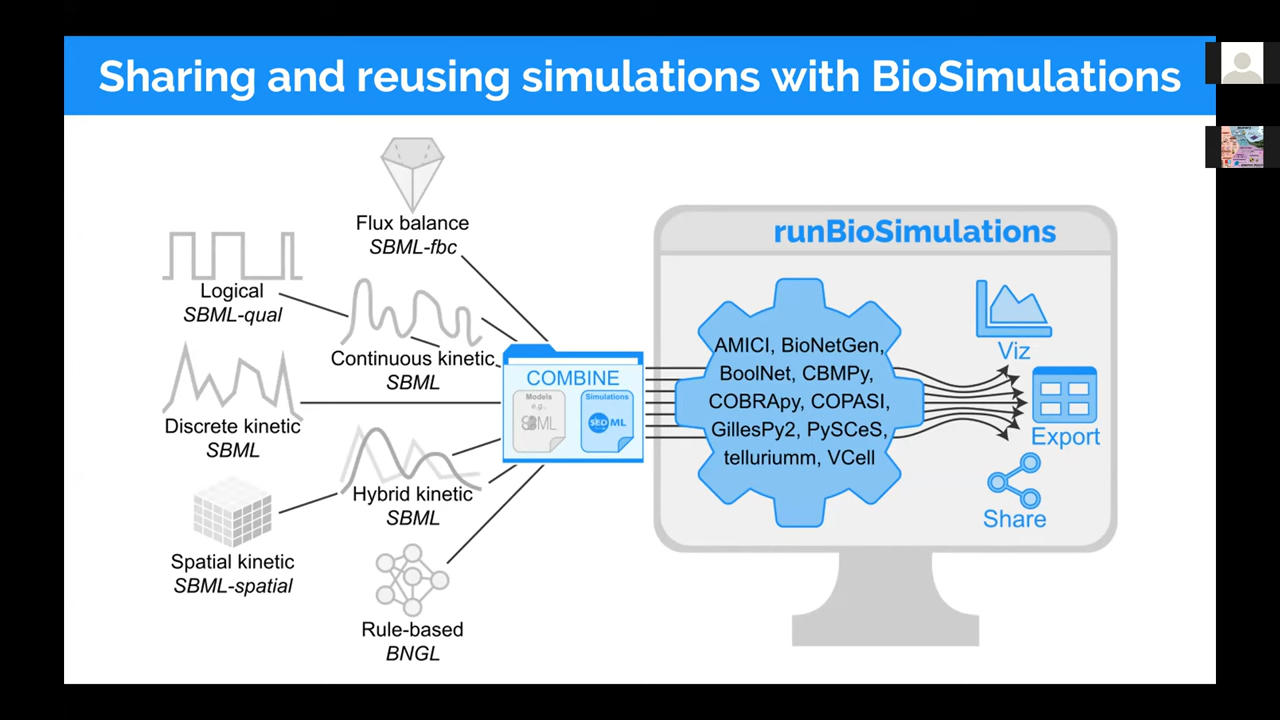 Sharing and reusing simulations with BioSimulations
Flux balance
SBML-fbc
Logical
SBML-qual
Continuous kinetic
SBML
Discrete kinetic
SBML
Hybrid kinetic
SBML
Spatial kinetic
SBML-spatial
Rule-based
BNGL
COMBINE
Models
e.g.,
SBML
Simulations
SED ML
runBioSimulations
AMICI, BioNetGen,
BoolNet, CBMPy,
COBRApy, COPASI,
GillesPy2, PySCeS,
telluriumm, VCell
Viz
Export
Share